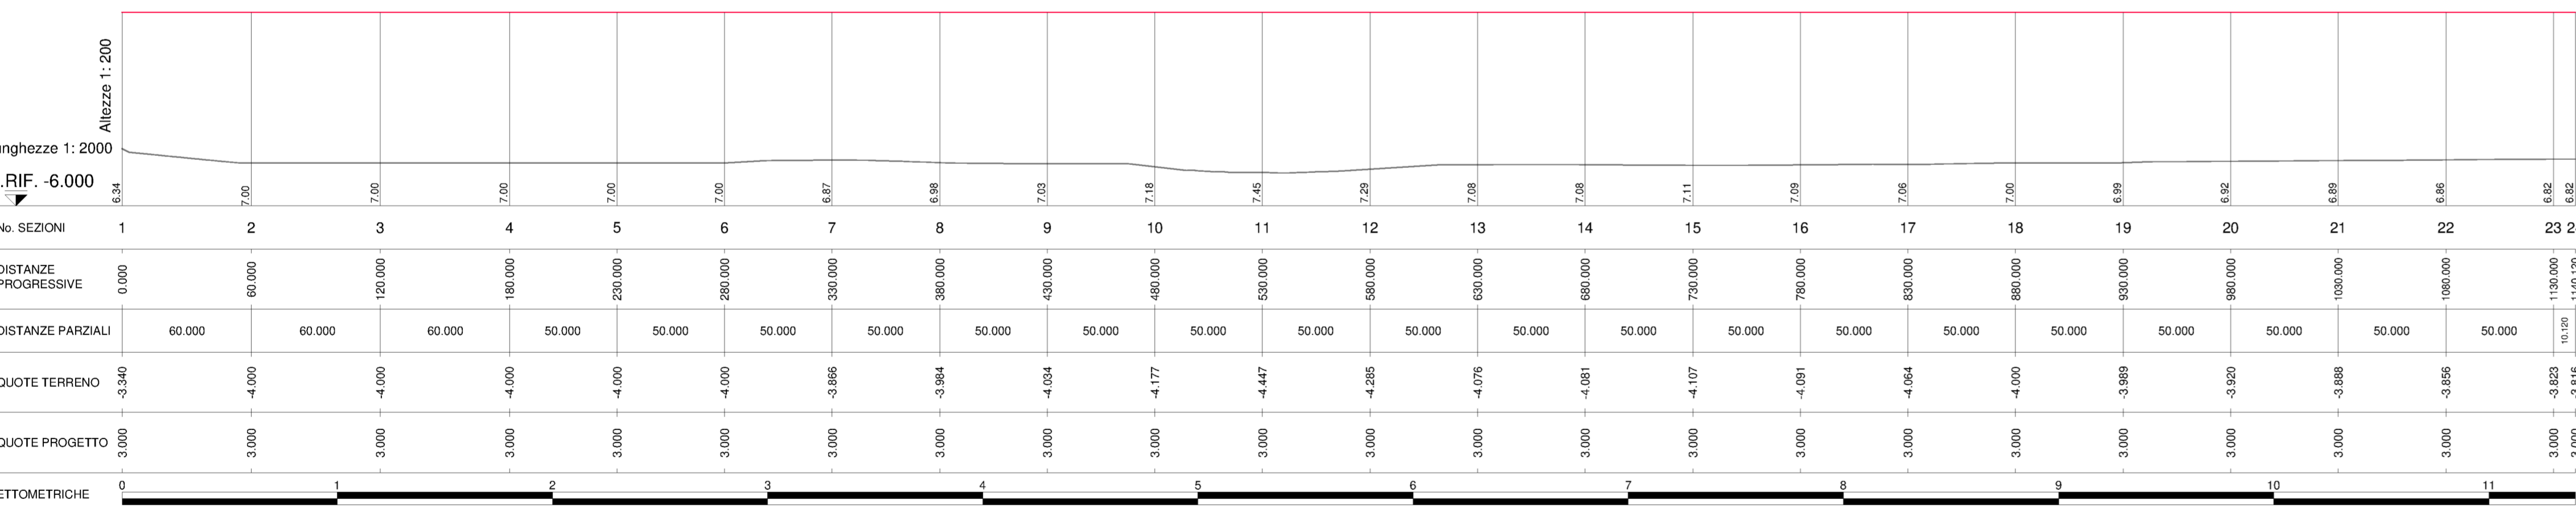 Altezze 1: 200
unghezze 1: 2000
.RIF. -6.000
6.34 7.00 7.00 7.00 7.00 7.00 6.87 6.98 7.03 7.18 7.45 7.29 7.08 7.08 7.11 7.09 7.06 7.00 6.99 6.92 6.89 6.86 6.82 6.82
No. SEZIONI 1 2 3 4 5 6 7 8 9 10 11 12 13 14 15 16 17 18 19 20 21 22 23 2
DISTANZE
PROGRESSIVE 0.000 60.000 120.000 180.000 230.000 280.000 330.000 380.000 430.000 480.000 530.000 580.000 630.000 680.000 730.000 780.000 830.000 880.000 930.000 980.000 1030.000 1080.000 1130.000 1140.120
DISTANZE PARZIALI 60.000 60.000 60.000 50.000 50.000 50.000 50.000 50.000 50.000 50.000 50.000 50.000 50.000 50.000 50.000 50.000 50.000 50.000 50.000 50.000 50.000 50.000 10.120
QUOTE TERRENO -3.340 -4.000 -4.000 -4.000 -4.000 -4.000 -3.866 -3.984 -4.034 -4.177 -4.447 -4.285 -4.076 -4.081 -4.107 -4.091 -4.064 -4.000 -3.989 -3.920 -3.888 -3.856 -3.823 -3.816
QUOTE PROGETTO 3.000 3.000 3.000 3.000 3.000 3.000 3.000 3.000 3.000 3.000 3.000 3.000 3.000 3.000 3.000 3.000 3.000 3.000 3.000 3.000 3.000 3.000 3.000 3.000
ETTOMETRICHE 0 1 2 3 4 5 6 7 8 9 10 11